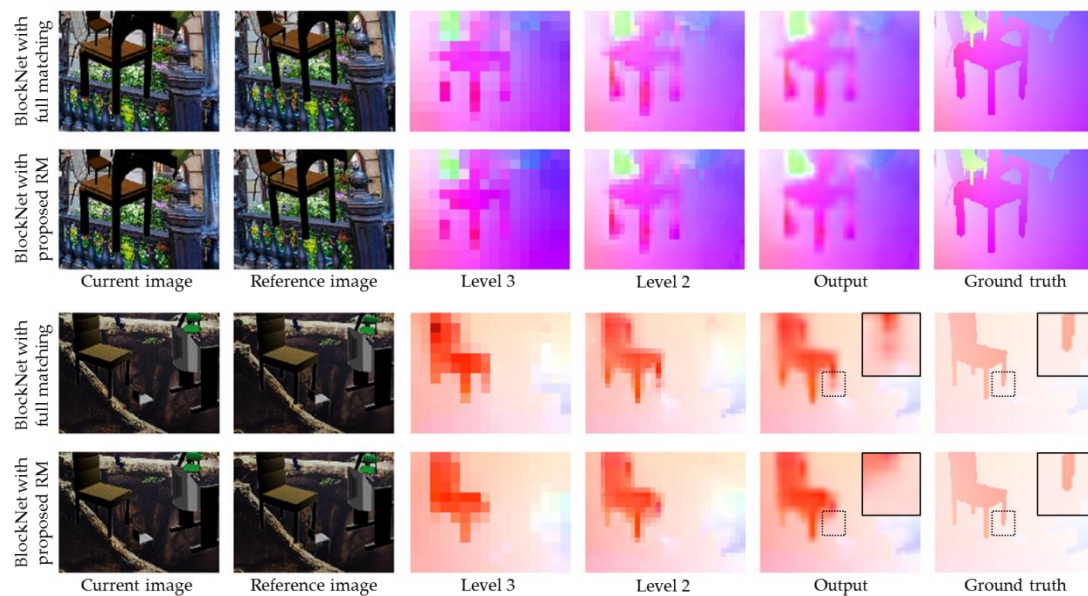 BlockNet with
full matching
BlockNet with
proposed RM
Current image
Reference image
Level 3
Level 2
Output
Ground truth
BlockNet with
full matching
BlockNet with
proposed RM
Current image
Reference image
Level 3
Level 2
Output
Ground truth